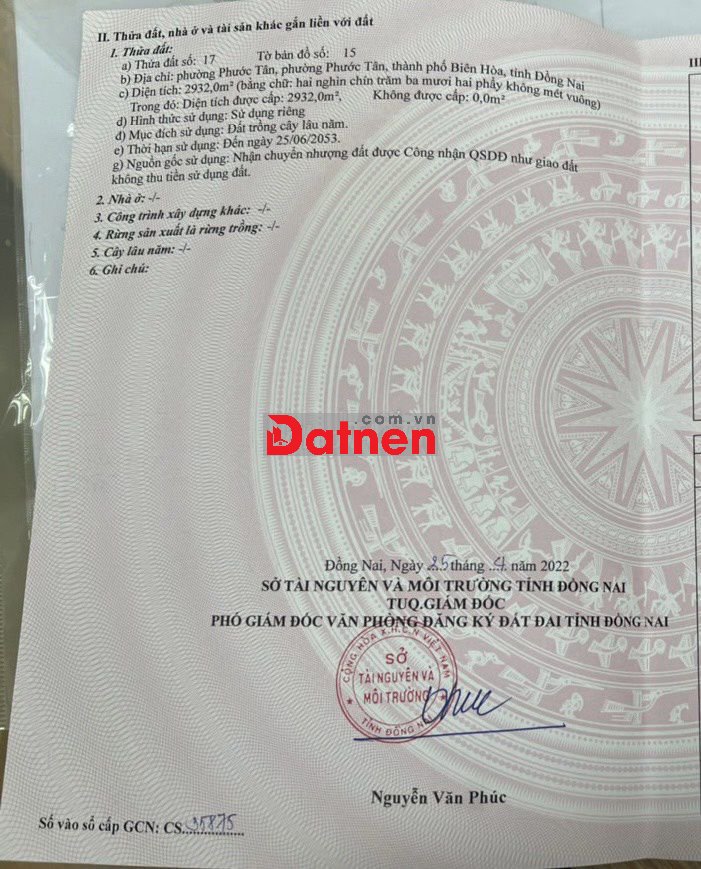 II. Thửa đất, nhà ở và tài sản khác gắn liền với đất
III
1. Thửa đất:
a) Thửa đất số: 17 Tờ bản đồ số: 15
b) Địa chỉ: phường Phước Tân, phường Phước Tân, thành phố Biên Hòa, tỉnh Đồng Nai
c) Diện tích: 2932,0m² (bằng chữ: hai nghìn chín trăm ba mươi hai phẩy không mét vuông)
Trong đó: Diện tích được cấp: 2932,0m², Không được cấp: 0,0m²
d) Hình thức sử dụng: Sử dụng riêng
đ) Mục đích sử dụng: Đất trồng cây lâu năm.
e) Thời hạn sử dụng: Đến ngày 25/06/2053.
g) Nguồn gốc sử dụng: Nhận chuyển nhượng đất được Công nhận QSDĐ như giao đất
không thu tiền sử dụng đất.
2. Nhà ở: -/-
3. Công trình xây dựng khác: -/-
4. Rừng sản xuất là rừng trồng: -/-
5. Cây lâu năm: -/-
6. Ghi chú:
.com.vn
Datnen
Đồng Nai, Ngày 25 tháng .4. năm 2022
SỞ TÀI NGUYÊN VÀ MÔI TRƯỜNG TỈNH ĐỒNG NAI
TUQ.GIÁM ĐỐC
PHÓ GIÁM ĐỐC VĂN PHÒNG ĐĂNG KÝ ĐẤT ĐAI TỈNH ĐỒNG NAI
CỘNG HÒA X.H.C.N VIỆT NAM
SỞ
TÀI NGUYÊN VÀ
MÔI TRƯỜNG
TỈNH ĐỒNG
Phuc
Nguyễn Văn Phúc
Số vào sổ cấp GCN: CS